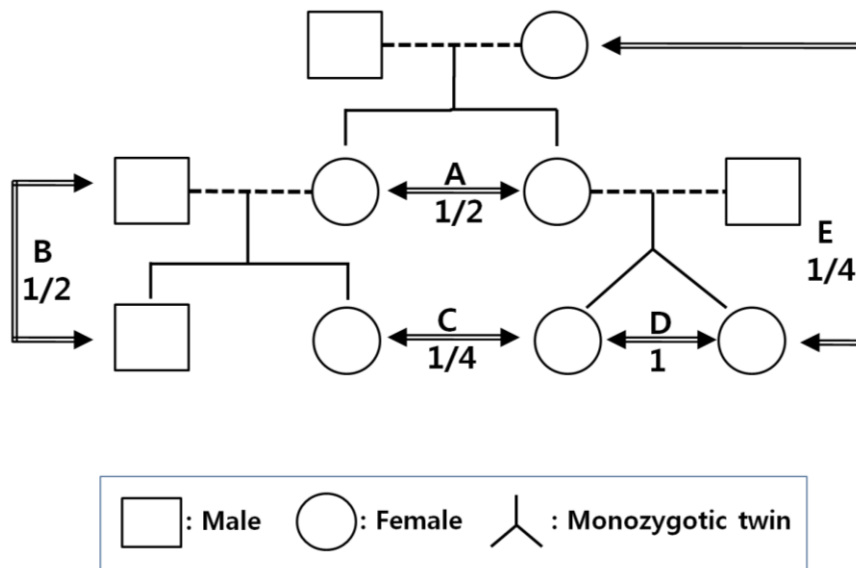 A
1/2
B
1/2
E
1/4
C
1/4
D
1
: Male
: Female
: Monozygotic twin